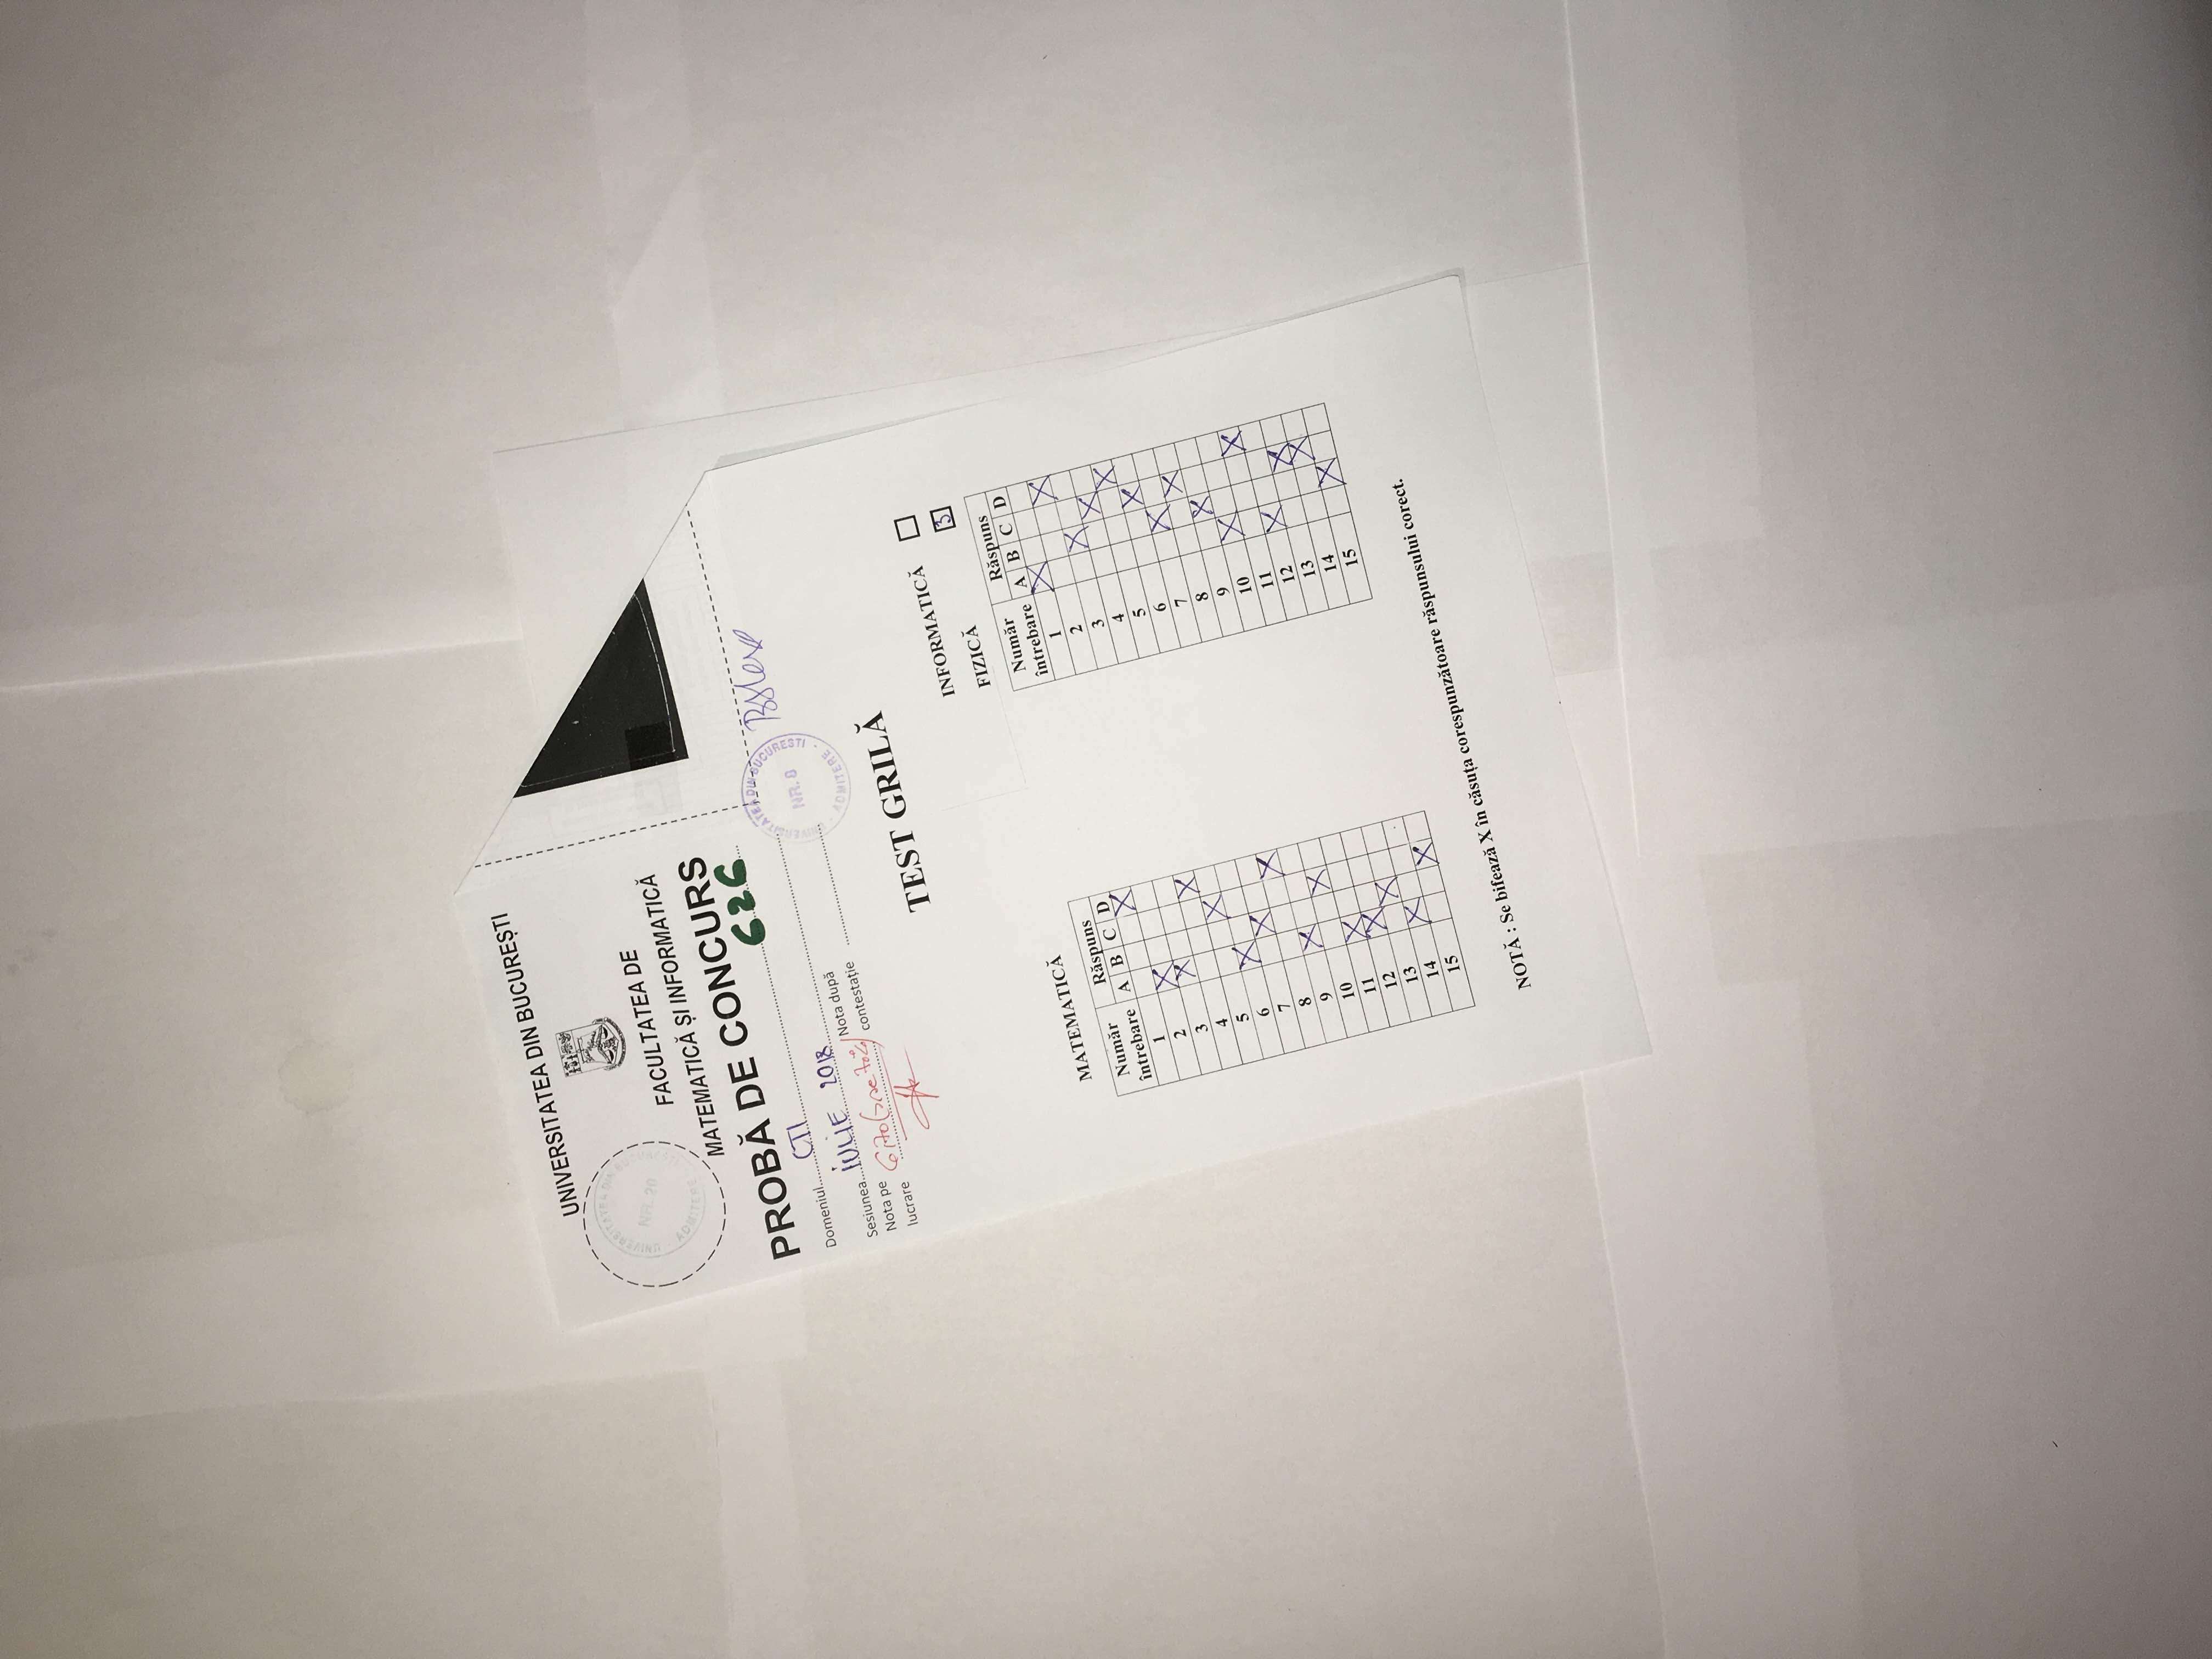 UNIVERSITATEA DIN BUCUREȘTI
UNIVERSITATEA DIN BUCUREȘTI
NR. 20
ADMITERE
FACULTATEA DE
MATEMATICĂ ȘI INFORMATICĂ
PROBĂ DE CONCURS
626
Domeniul CTI
Sesiunea IULIE 2018
Nota pe lucrare
Nota după contestație
UNIVERSITATEA DIN BUCUREȘTI
NR. 8
ADMITERE
TEST GRILĂ
INFORMATICĂ
FIZICĂ 3
Număr întrebare Răspuns
A B C D
1 X
2 X
3 X
4 X
5 X
6 X
7 X
8 X
9 X
10 X
11 X
12 X
13 X
14 X
15 X
MATEMATICĂ
Număr întrebare Răspuns
A B C D
1 X
2 X
3 X
4 X
5 X
6 X
7 X
8 X
9 X
10 X
11 X
12 X
13 X
14 X
15 X
NOTĂ : Se bifează X în căsuța corespunzătoare răspunsului corect.